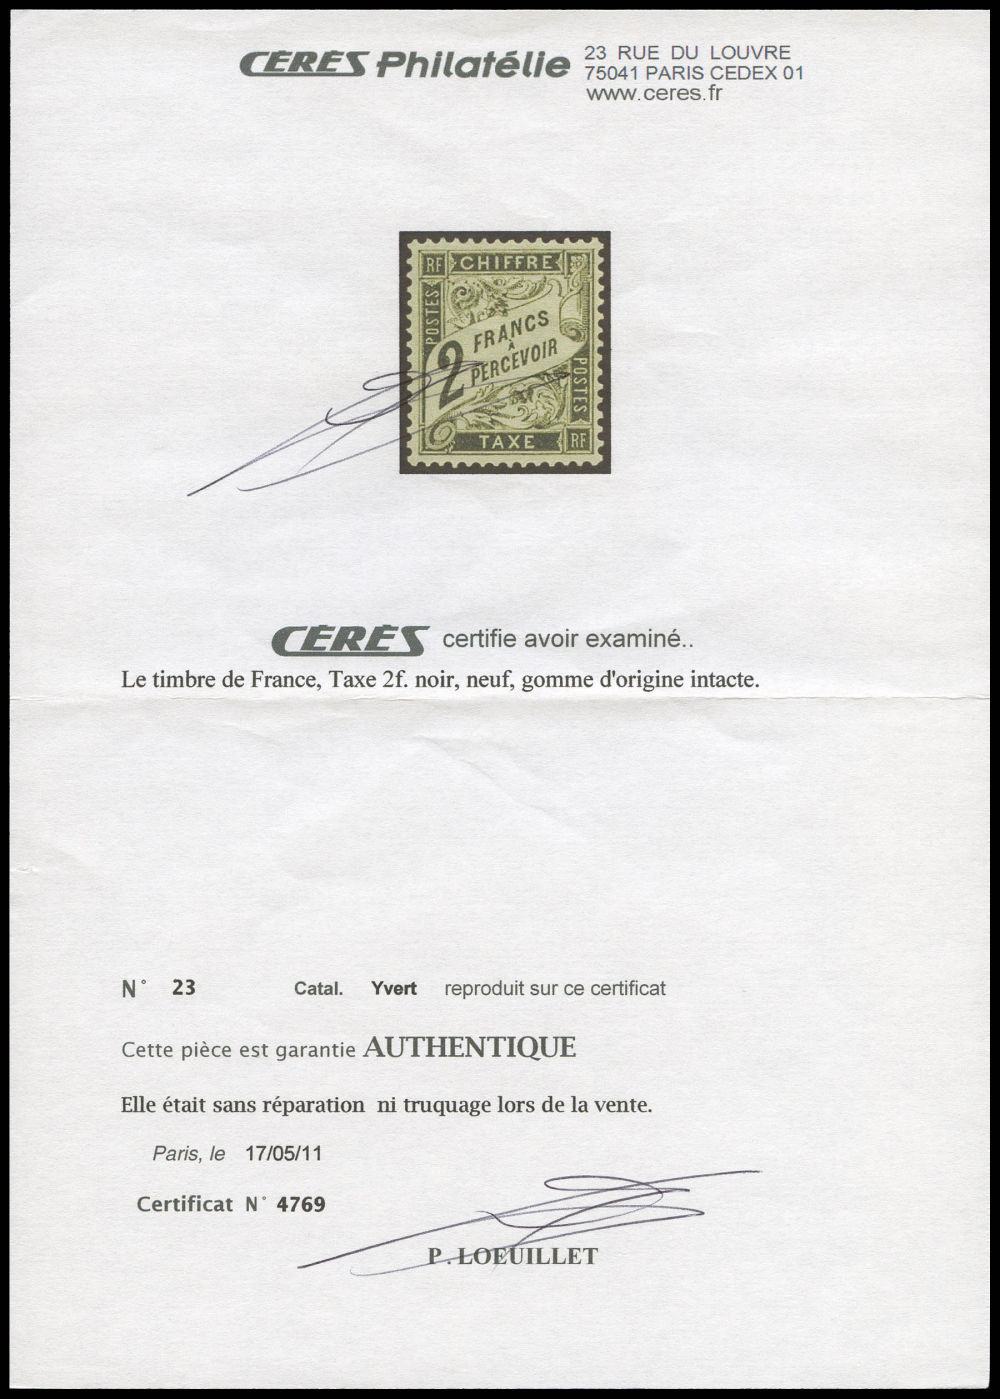 CÉRÈS Philatélie
23 RUE DU LOUVRE
75041 PARIS CEDEX 01
www.ceres.fr
RF CHIFFRE
POSTES
2 FRANCS
À
PERCEVOIR
POSTES
TAXE RF
CÉRÈS certifie avoir examiné..
Le timbre de France, Taxe 2f. noir, neuf, gomme d'origine intacte.
N° 23 Catal. Yvert reproduit sur ce certificat
Cette pièce est garantie AUTHENTIQUE
Elle était sans réparation ni truquage lors de la vente.
Paris, le 17/05/11
Certificat N° 4769
P . LOEUILLET